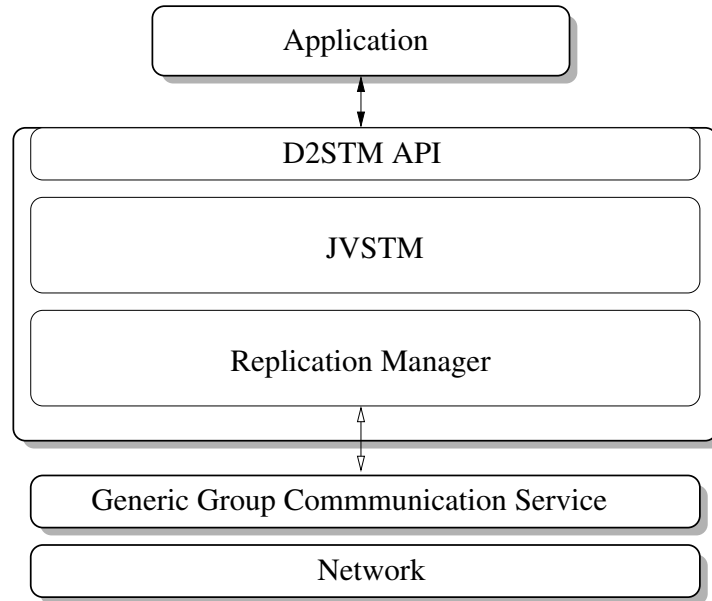 Application
D2STM API
JVSTM
Replication Manager
Generic Group Commmunication Service
Network